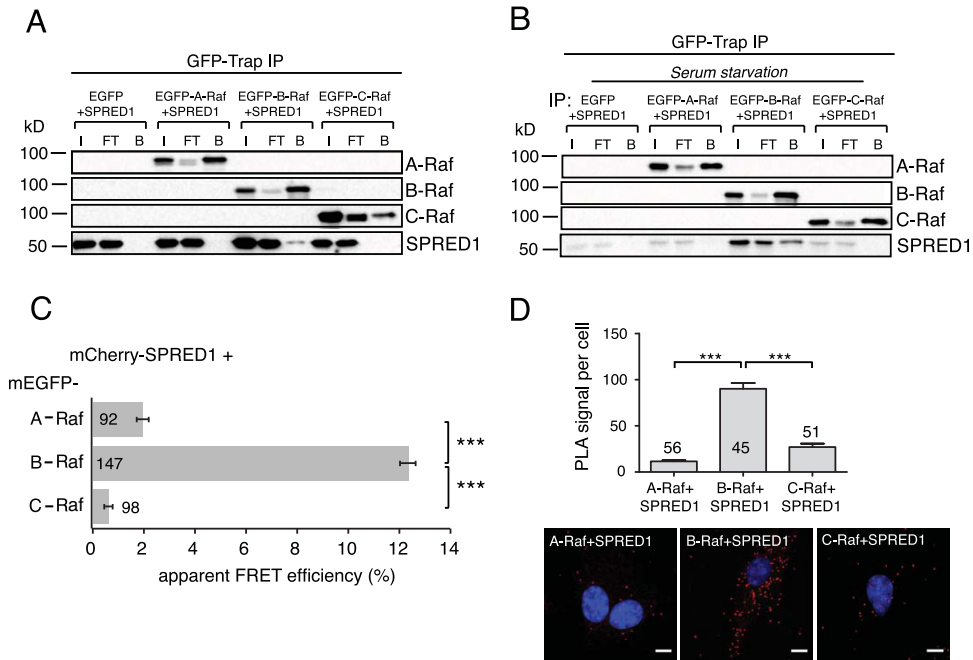 A
GFP-Trap IP
EGFP +SPRED1
EGFP-A-Raf +SPRED1
EGFP-B-Raf +SPRED1
EGFP-C-Raf +SPRED1
kD
I FT B I FT B I FT B I FT B
100 A-Raf
100 B-Raf
100 C-Raf
50 SPRED1
B
GFP-Trap IP
Serum starvation
IP:
EGFP +SPRED1
EGFP-A-Raf +SPRED1
EGFP-B-Raf +SPRED1
EGFP-C-Raf +SPRED1
kD
I FT B I FT B I FT B I FT B
100 A-Raf
100 B-Raf
100 C-Raf
50 SPRED1
C
mCherry-SPRED1 +
mEGFP-
A-Raf 92
***
B-Raf 147
***
C-Raf 98
0 2 4 6 8 10 12 14
apparent FRET efficiency (%)
D
PLA signal per cell
150
100
50
0
*** ***
56 45 51
A-Raf+ SPRED1
B-Raf+ SPRED1
C-Raf+ SPRED1
A-Raf+SPRED1
B-Raf+SPRED1
C-Raf+SPRED1